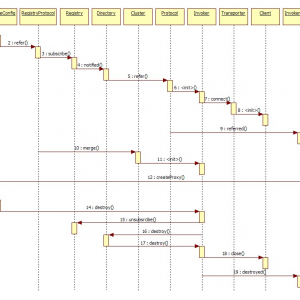 eConfig RegistryProtocol Registry Directory Cluster Protocol Invoker Transporter Client Invoker
2 : refer()
3 : subscribe()
4 : notified()
5 : refer()
6 : <init>()
7 : connect()
8 : <init>()
9 : referred()
10 : merge()
11 : <init>()
12 : createProxy()
14 : destroy()
15 : unsubscribe()
16 : destroy()
17 : destroy()
18 : close()
19 : destroyed()